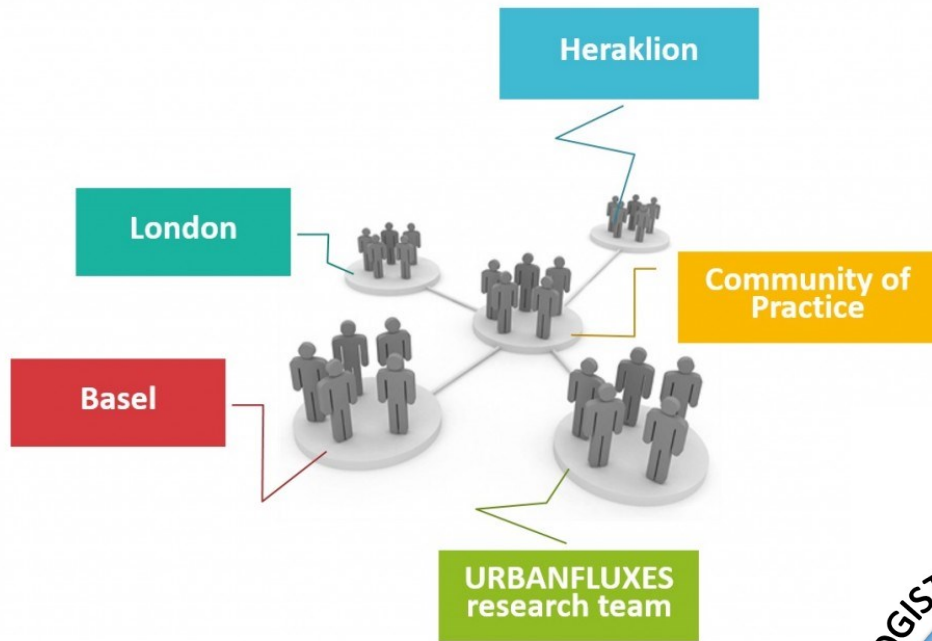 Heraklion
London
Community of
Practice
Basel
URBANFLUXES
research team